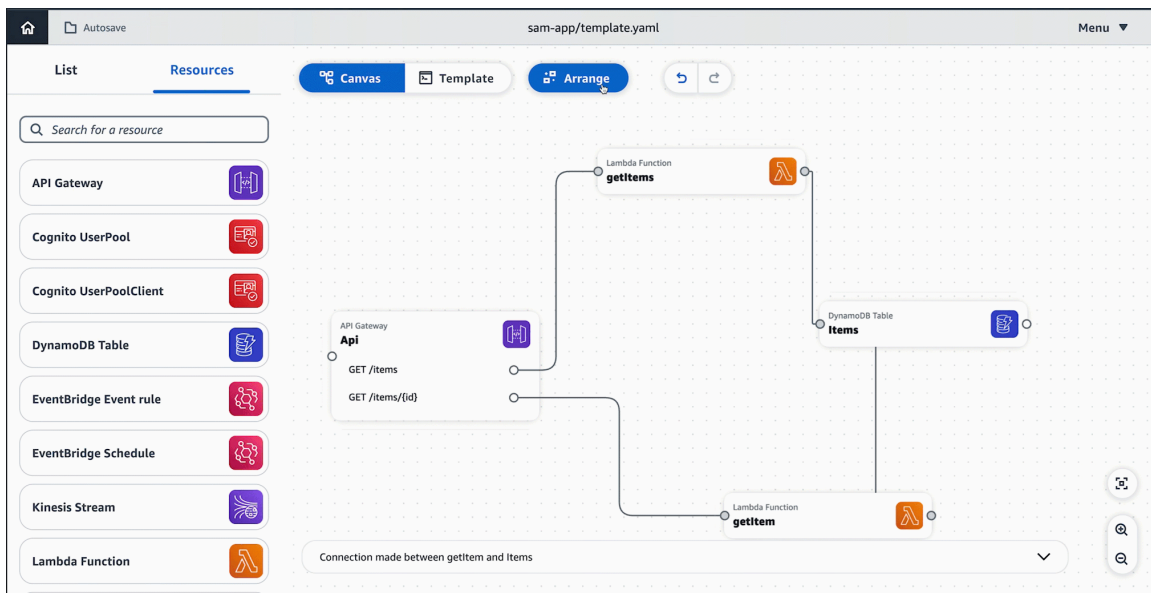 Autosave
sam-app/template.yaml
Menu
List
Resources
Canvas
Template
Arrange
Search for a resource
API Gateway
Cognito UserPool
Cognito UserPoolClient
DynamoDB Table
EventBridge Event rule
EventBridge Schedule
Kinesis Stream
Lambda Function
Lambda Function
getItems
API Gateway
Api
GET /items
GET /items/{id}
DynamoDB Table
Items
Lambda Function
getItem
Connection made between getItem and Items